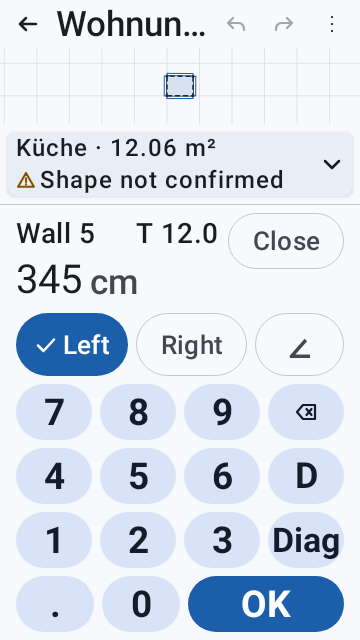 Wohnun...
Küche · 12.06 m²
Shape not confirmed
Wall 5 T 12.0 Close
345 cm
Left Right
7 8 9
4 5 6 D
1 2 3 Diag
. 0 OK